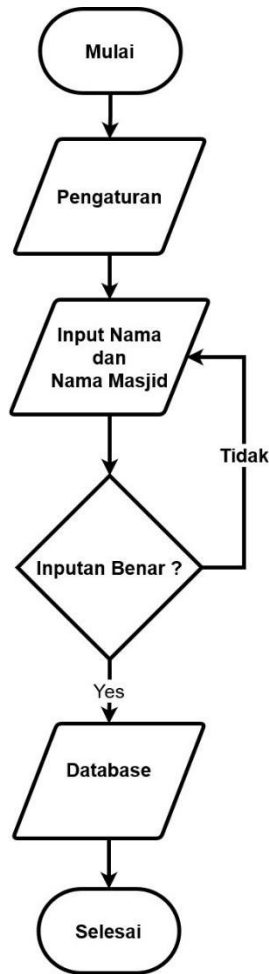 Mulai
Pengaturan
Input Nama
dan
Nama Masjid
Tidak
Inputan Benar ?
Yes
Database
Selesai